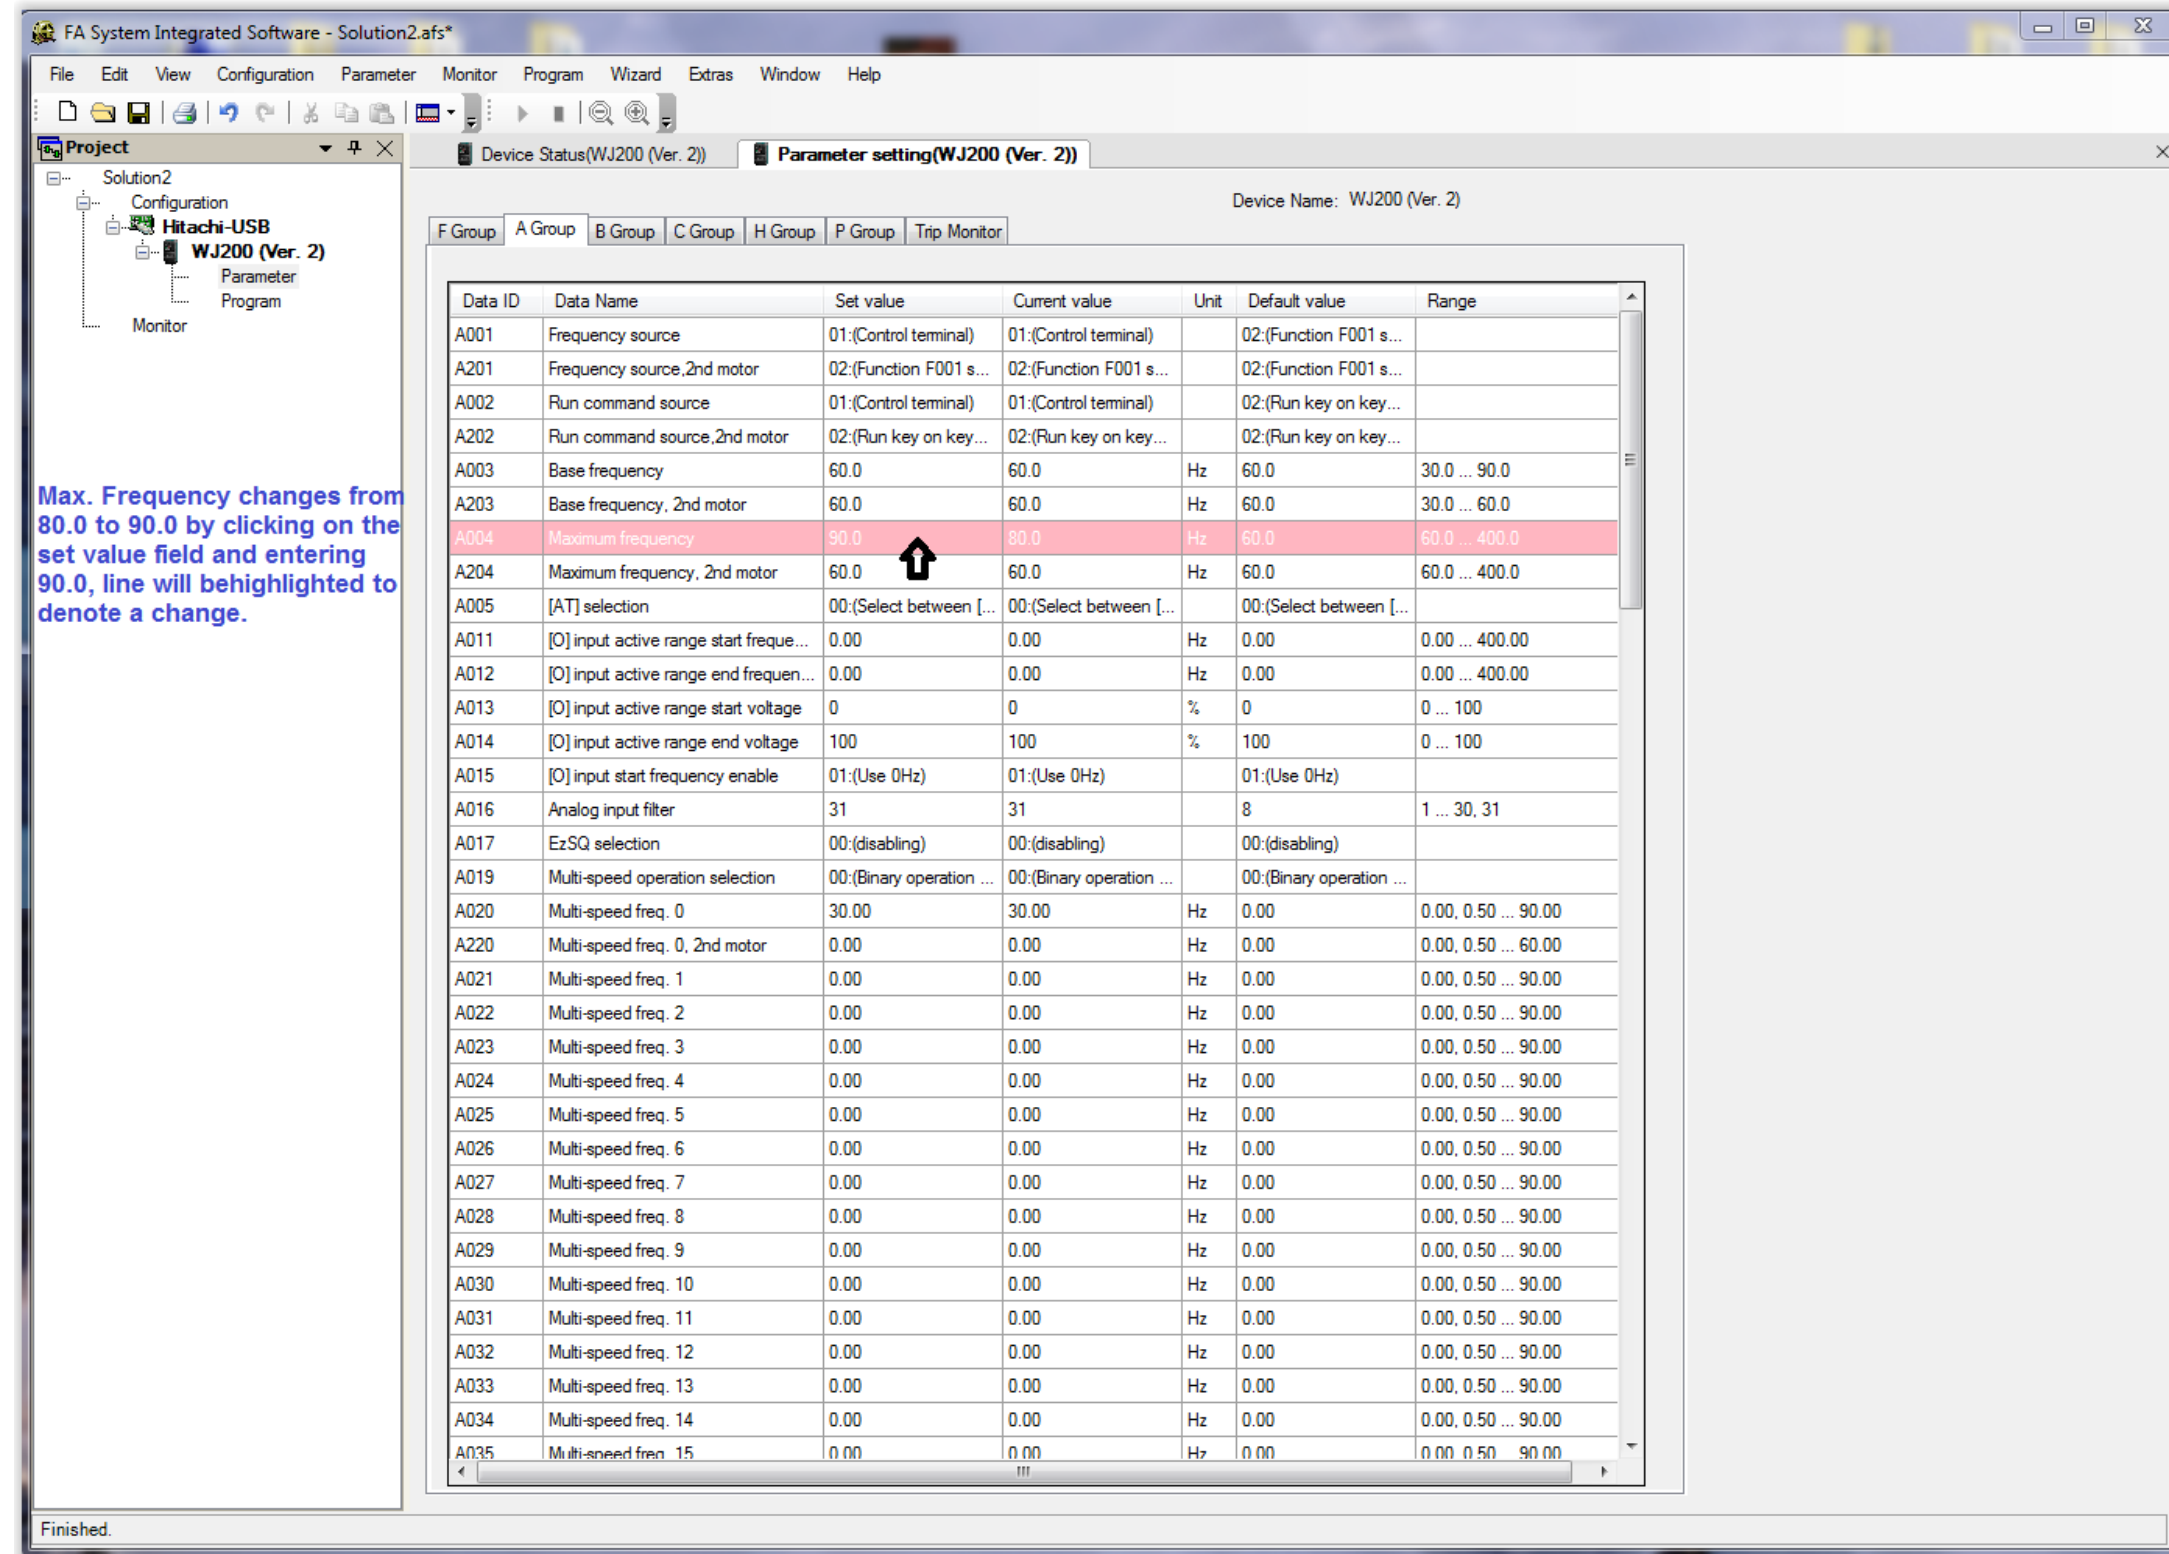 FA System Integrated Software - Solution2.afs*
File Edit View Configuration Parameter Monitor Program Wizard Extras Window Help
Project
Solution2
Configuration
Hitachi-USB
WJ200 (Ver. 2)
Parameter
Program
Monitor
Max. Frequency changes from
80.0 to 90.0 by clicking on the
set value field and entering
90.0, line will behighlighted to
denote a change.
Device Status(WJ200 (Ver. 2)) Parameter setting(WJ200 (Ver. 2))
Device Name: WJ200 (Ver. 2)
F Group A Group B Group C Group H Group P Group Trip Monitor
Data ID Data Name Set value Current value Unit Default value Range
A001 Frequency source 01:(Control terminal) 01:(Control terminal) 02:(Function F001 s...
A201 Frequency source,2nd motor 02:(Function F001 s... 02:(Function F001 s... 02:(Function F001 s...
A002 Run command source 01:(Control terminal) 01:(Control terminal) 02:(Run key on key...
A202 Run command source,2nd motor 02:(Run key on key... 02:(Run key on key... 02:(Run key on key...
A003 Base frequency 60.0 60.0 Hz 60.0 30.0 ... 90.0
A203 Base frequency, 2nd motor 60.0 60.0 Hz 60.0 30.0 ... 60.0
A004 Maximum frequency 90.0 80.0 Hz 60.0 60.0 ... 400.0
A204 Maximum frequency, 2nd motor 60.0 60.0 Hz 60.0 60.0 ... 400.0
A005 [AT] selection 00:(Select between [... 00:(Select between [... 00:(Select between [...
A011 [O] input active range start freque... 0.00 0.00 Hz 0.00 0.00 ... 400.00
A012 [O] input active range end frequen... 0.00 0.00 Hz 0.00 0.00 ... 400.00
A013 [O] input active range start voltage 0 0 % 0 0 ... 100
A014 [O] input active range end voltage 100 100 % 100 0 ... 100
A015 [O] input start frequency enable 01:(Use 0Hz) 01:(Use 0Hz) 01:(Use 0Hz)
A016 Analog input filter 31 31 8 1 ... 30, 31
A017 EzSQ selection 00:(disabling) 00:(disabling) 00:(disabling)
A019 Multi-speed operation selection 00:(Binary operation ... 00:(Binary operation ... 00:(Binary operation ...
A020 Multi-speed freq. 0 30.00 30.00 Hz 0.00 0.00, 0.50 ... 90.00
A220 Multi-speed freq. 0, 2nd motor 0.00 0.00 Hz 0.00 0.00, 0.50 ... 60.00
A021 Multi-speed freq. 1 0.00 0.00 Hz 0.00 0.00, 0.50 ... 90.00
A022 Multi-speed freq. 2 0.00 0.00 Hz 0.00 0.00, 0.50 ... 90.00
A023 Multi-speed freq. 3 0.00 0.00 Hz 0.00 0.00, 0.50 ... 90.00
A024 Multi-speed freq. 4 0.00 0.00 Hz 0.00 0.00, 0.50 ... 90.00
A025 Multi-speed freq. 5 0.00 0.00 Hz 0.00 0.00, 0.50 ... 90.00
A026 Multi-speed freq. 6 0.00 0.00 Hz 0.00 0.00, 0.50 ... 90.00
A027 Multi-speed freq. 7 0.00 0.00 Hz 0.00 0.00, 0.50 ... 90.00
A028 Multi-speed freq. 8 0.00 0.00 Hz 0.00 0.00, 0.50 ... 90.00
A029 Multi-speed freq. 9 0.00 0.00 Hz 0.00 0.00, 0.50 ... 90.00
A030 Multi-speed freq. 10 0.00 0.00 Hz 0.00 0.00, 0.50 ... 90.00
A031 Multi-speed freq. 11 0.00 0.00 Hz 0.00 0.00, 0.50 ... 90.00
A032 Multi-speed freq. 12 0.00 0.00 Hz 0.00 0.00, 0.50 ... 90.00
A033 Multi-speed freq. 13 0.00 0.00 Hz 0.00 0.00, 0.50 ... 90.00
A034 Multi-speed freq. 14 0.00 0.00 Hz 0.00 0.00, 0.50 ... 90.00
A035 Multi-speed freq. 15 0.00 0.00 Hz 0.00 0.00, 0.50 ... 90.00
Finished.